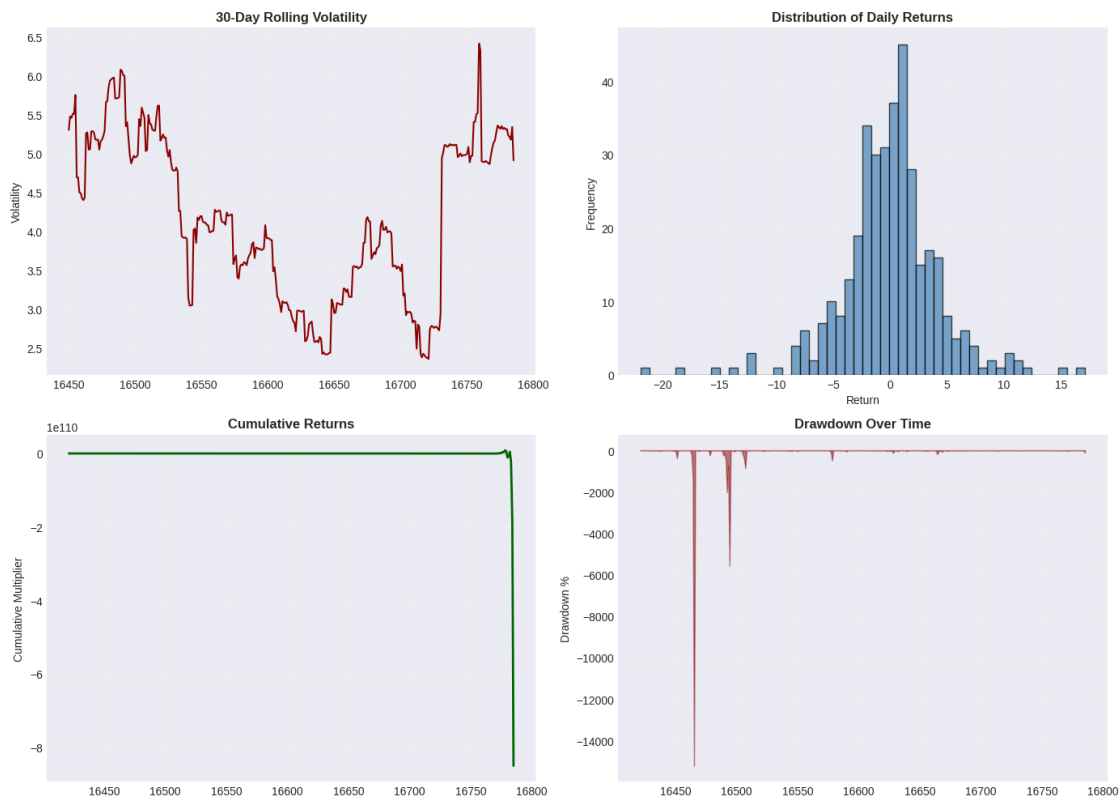 30-Day Rolling Volatility
Volatility
6.5
6.0
5.5
5.0
4.5
4.0
3.5
3.0
2.5
16450 16500 16550 16600 16650 16700 16750 16800
Distribution of Daily Returns
Frequency
40
30
20
10
0
−20 −15 −10 −5 0 5 10 15
Return
Cumulative Returns
1e110
Cumulative Multiplier
0
−2
−4
−6
−8
16450 16500 16550 16600 16650 16700 16750 16800
Drawdown Over Time
Drawdown %
0
−2000
−4000
−6000
−8000
−10000
−12000
−14000
16450 16500 16550 16600 16650 16700 16750 16800